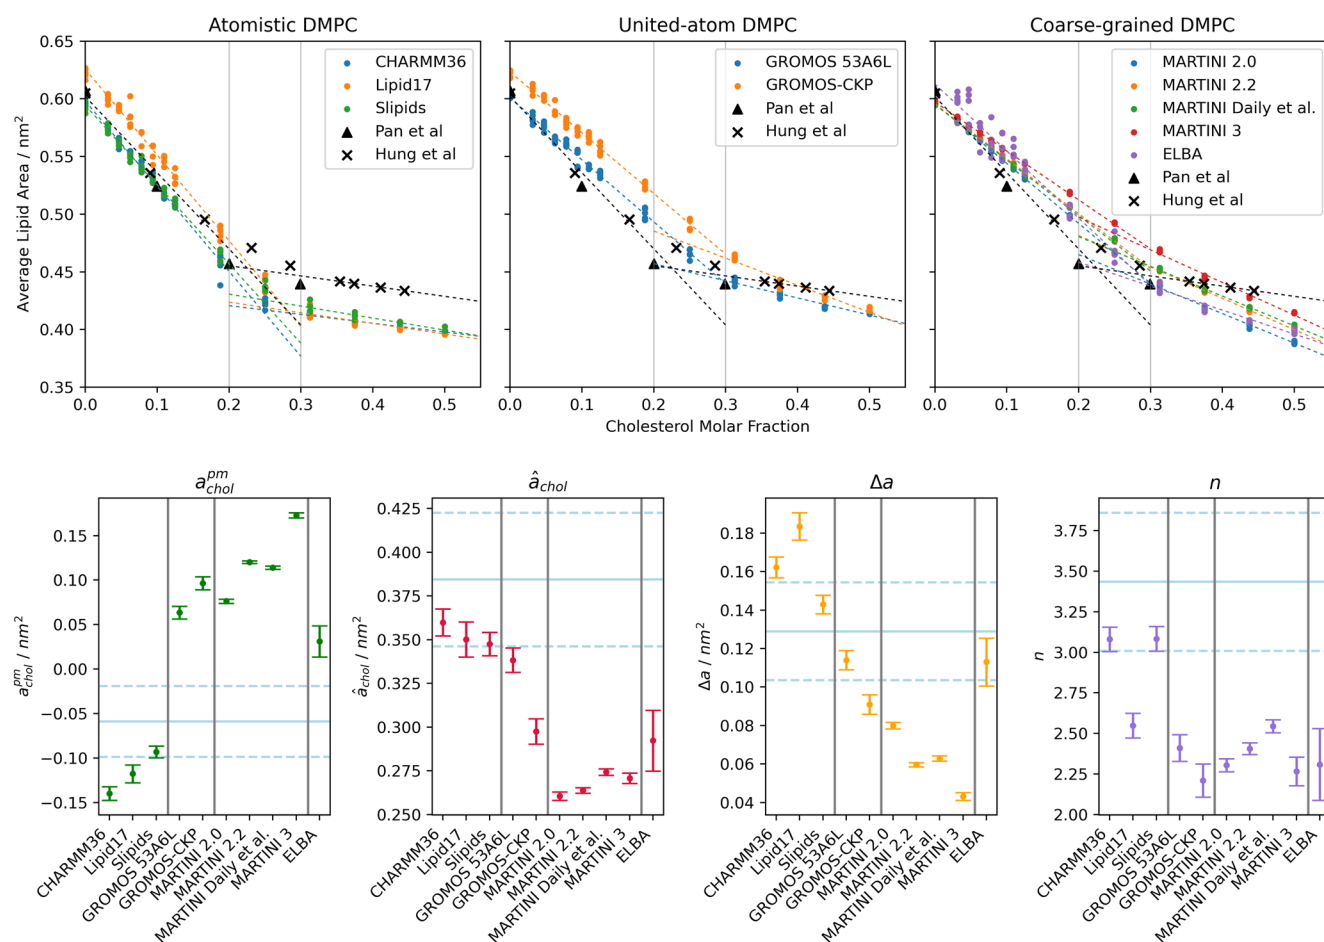 Atomistic DMPC
United-atom DMPC
Coarse-grained DMPC
Average Lipid Area / nm²
0.65
0.60
0.55
0.50
0.45
0.40
0.35
CHARMM36
Lipid17
Slipids
Pan et al
Hung et al
GROMOS 53A6L
GROMOS-CKP
Pan et al
Hung et al
MARTINI 2.0
MARTINI 2.2
MARTINI Daily et al.
MARTINI 3
ELBA
Pan et al
Hung et al
0.0 0.1 0.2 0.3 0.4 0.5
0.0 0.1 0.2 0.3 0.4 0.5
0.0 0.1 0.2 0.3 0.4 0.5
Cholesterol Molar Fraction
a_chol^pm
a_chol^pm / nm²
0.15
0.10
0.05
0.00
−0.05
−0.10
−0.15
CHARMM36
Lipid17
Slipids
GROMOS 53A6L
GROMOS-CKP
MARTINI 2.0
MARTINI 2.2
MARTINI Daily et al.
MARTINI 3
ELBA
â_chol
â_chol / nm²
0.425
0.400
0.375
0.350
0.325
0.300
0.275
0.250
CHARMM36
Lipid17
Slipids
GROMOS 53A6L
GROMOS-CKP
MARTINI 2.0
MARTINI 2.2
MARTINI Daily et al.
MARTINI 3
ELBA
Δa
Δa / nm²
0.18
0.16
0.14
0.12
0.10
0.08
0.06
0.04
CHARMM36
Lipid17
Slipids
GROMOS 53A6L
GROMOS-CKP
MARTINI 2.0
MARTINI 2.2
MARTINI Daily et al.
MARTINI 3
ELBA
n
n
3.75
3.50
3.25
3.00
2.75
2.50
2.25
2.00
CHARMM36
Lipid17
Slipids
GROMOS 53A6L
GROMOS-CKP
MARTINI 2.0
MARTINI 2.2
MARTINI Daily et al.
MARTINI 3
ELBA